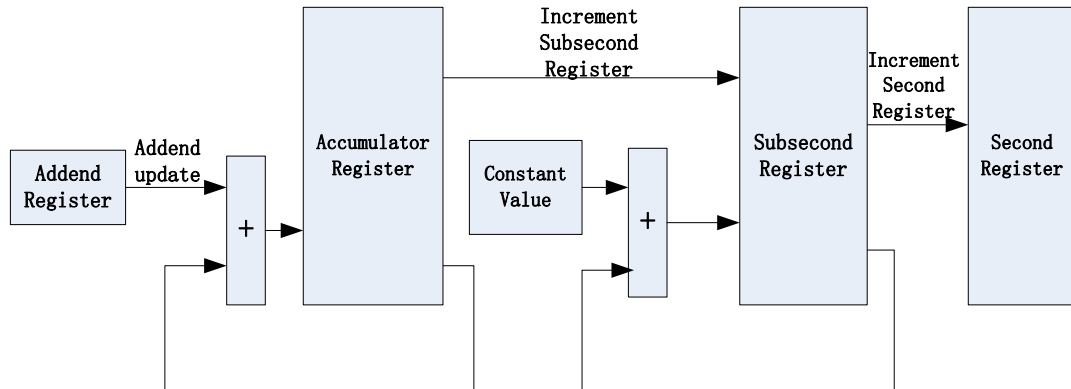 Increment
Subsecond
Register
Increment
Second
Register
Accumulator
Register
Subsecond
Register
Second
Register
Addend
update
Addend
Register
Constant
Value
+
+